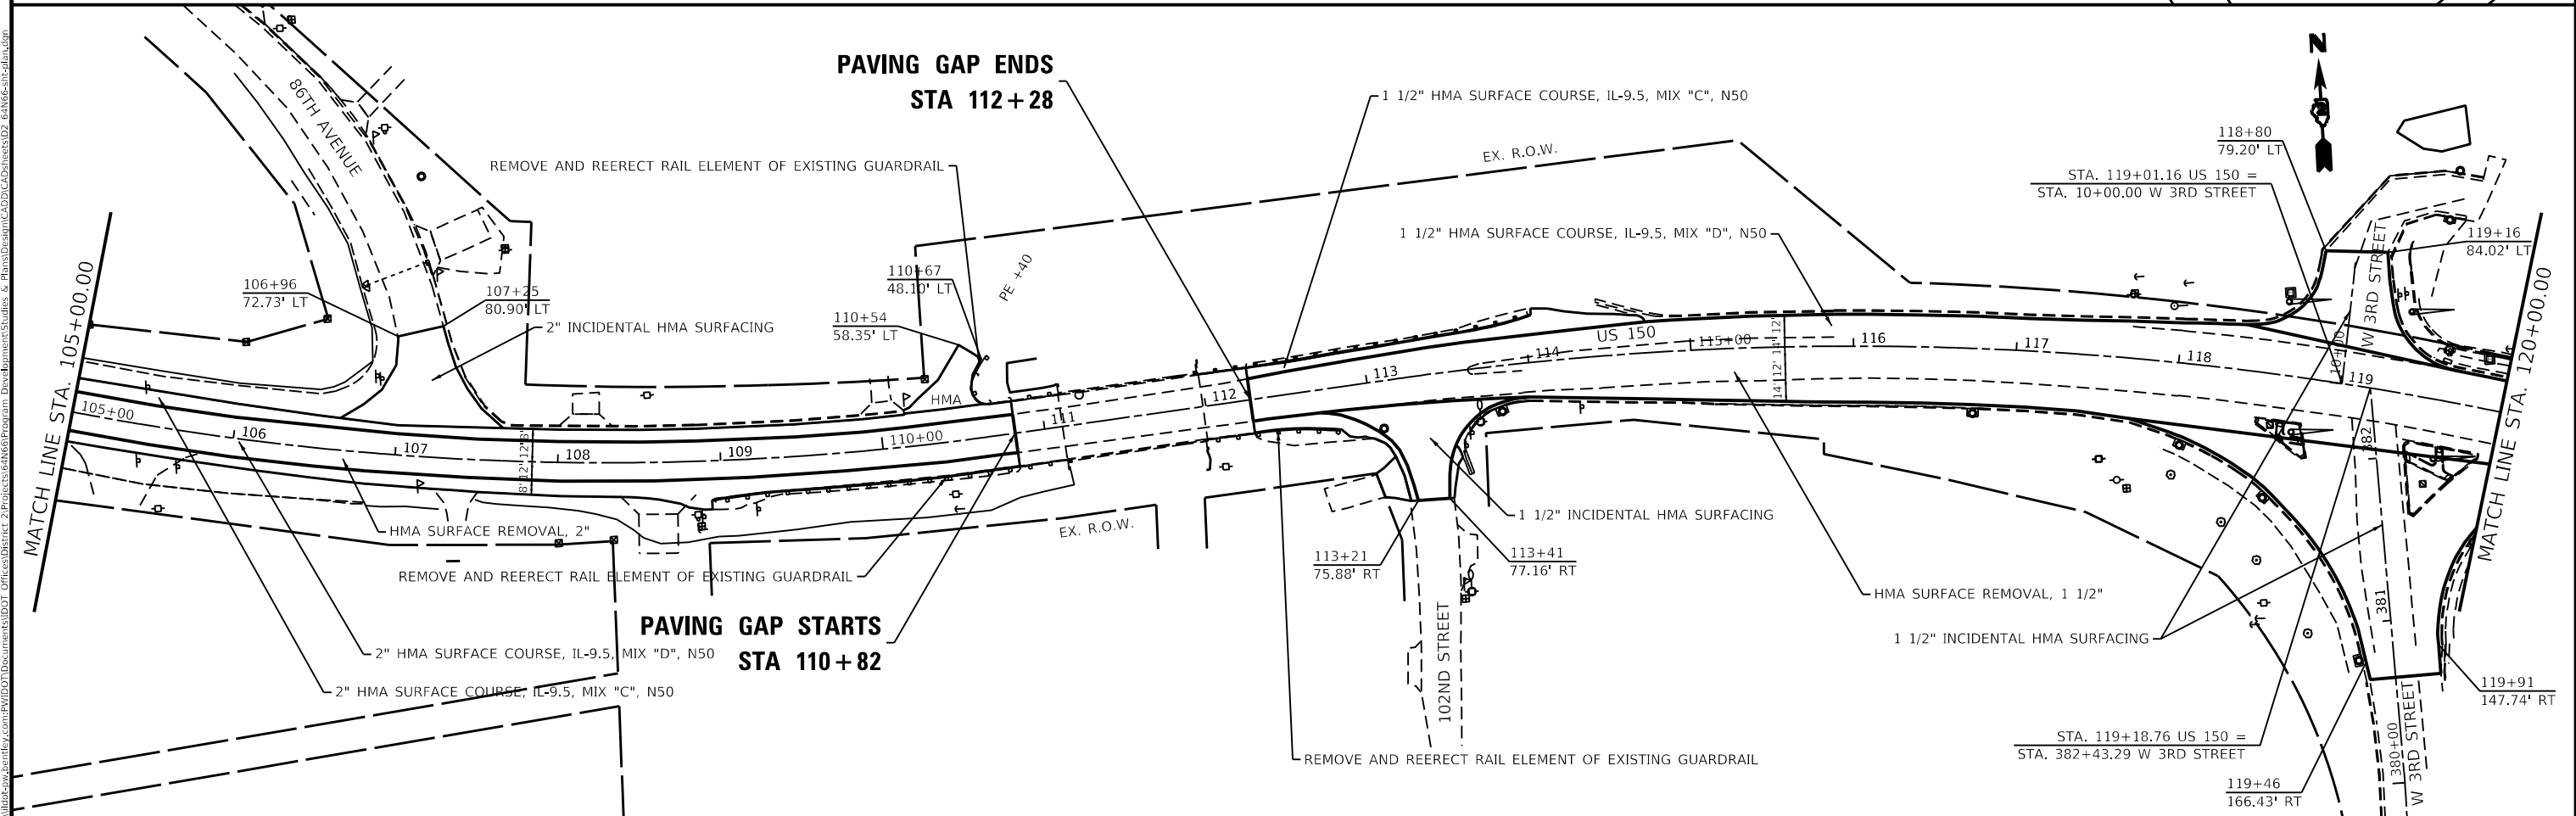 PAVING GAP ENDS
STA 112+28
N
1 1/2" HMA SURFACE COURSE, IL-9.5, MIX "C", N50
86TH AVENUE
REMOVE AND REERECT RAIL ELEMENT OF EXISTING GUARDRAIL
EX. R.O.W.
118+80
79.20' LT
STA. 119+01.16 US 150 =
STA. 10+00.00 W 3RD STREET
1 1/2" HMA SURFACE COURSE, IL-9.5, MIX "D", N50
119+16
84.02' LT
W 3RD STREET
10+00
MATCH LINE STA. 105+00.00
106+96
72.73' LT
107+25
80.90' LT
2" INCIDENTAL HMA SURFACING
110+67
48.10' LT
110+54
58.35' LT
PE +40
HMA
US 150
MATCH LINE STA. 120+00.00
105+00
106
107
108
109
110+00
111
112
113
114
115+00
116
117
118
119
8' 12' 12' 8'
14' 12' 14' 12'
HMA SURFACE REMOVAL, 2"
EX. R.O.W.
REMOVE AND REERECT RAIL ELEMENT OF EXISTING GUARDRAIL
PAVING GAP STARTS
STA 110+82
2" HMA SURFACE COURSE, IL-9.5, MIX "D", N50
2" HMA SURFACE COURSE, IL-9.5, MIX "C", N50
1 1/2" INCIDENTAL HMA SURFACING
113+21
75.88' RT
113+41
77.16' RT
102ND STREET
REMOVE AND REERECT RAIL ELEMENT OF EXISTING GUARDRAIL
HMA SURFACE REMOVAL, 1 1/2"
1 1/2" INCIDENTAL HMA SURFACING
382
381
380+00
W 3RD STREET
119+91
147.74' RT
STA. 119+18.76 US 150 =
STA. 382+43.29 W 3RD STREET
119+46
166.43' RT